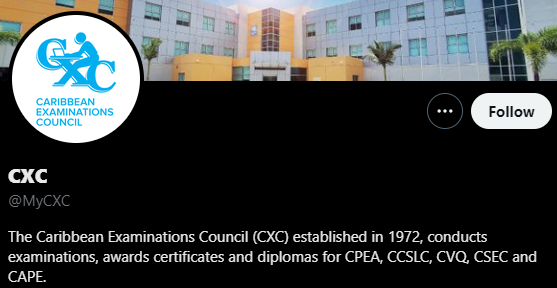 CXC
CARIBBEAN
EXAMINATIONS
COUNCIL
Follow
CXC
@MyCXC
The Caribbean Examinations Council (CXC) established in 1972, conducts
examinations, awards certificates and diplomas for CPEA, CCSLC, CVQ, CSEC and
CAPE.